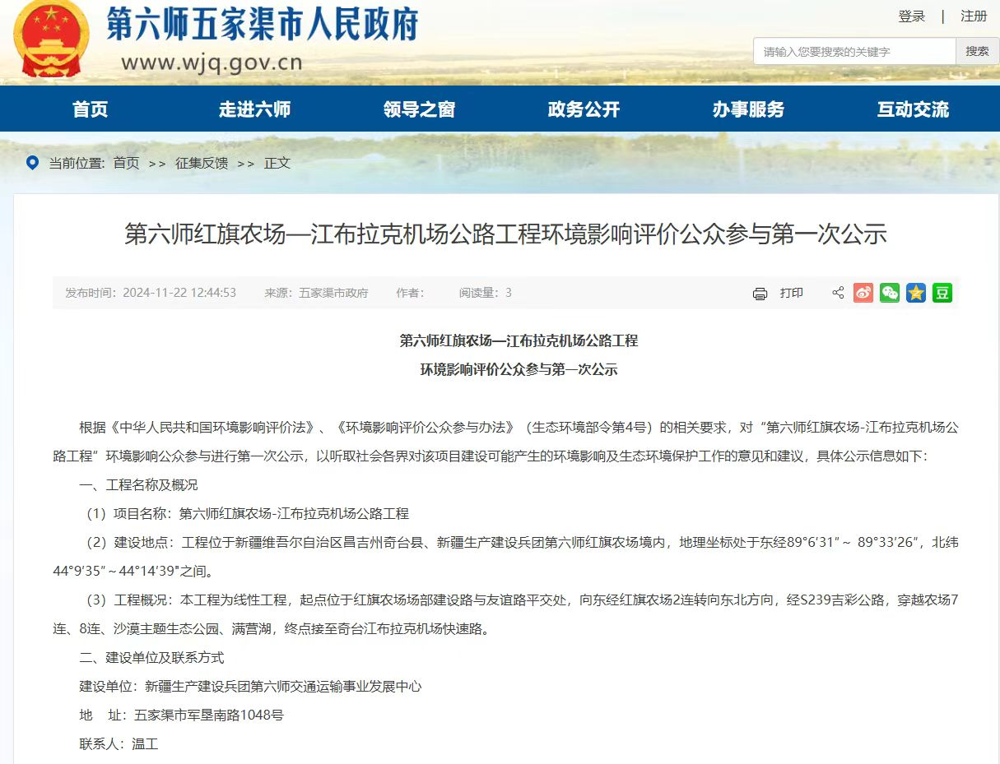 第六师五家渠市人民政府
www.wjq.gov.cn
登录 | 注册
请输入您要搜索的关键字 搜索
首页 走进六师 领导之窗 政务公开 办事服务 互动交流
当前位置: 首页 >> 征集反馈 >> 正文
第六师红旗农场—江布拉克机场公路工程环境影响评价公众参与第一次公示
发布时间：2024-11-22 12:44:53 来源：五家渠市政府 作者： 阅读量：3 打印
豆
第六师红旗农场—江布拉克机场公路工程
环境影响评价公众参与第一次公示
根据《中华人民共和国环境影响评价法》、《环境影响评价公众参与办法》（生态环境部令第4号）的相关要求，对“第六师红旗农场-江布拉克机场公
路工程”环境影响公众参与进行第一次公示，以听取社会各界对该项目建设可能产生的环境影响及生态环境保护工作的意见和建议，具体公示信息如下：
一、工程名称及概况
（1）项目名称：第六师红旗农场-江布拉克机场公路工程
（2）建设地点：工程位于新疆维吾尔自治区昌吉州奇台县、新疆生产建设兵团第六师红旗农场境内，地理坐标处于东经89°6′31″～ 89°33′26″，北纬
44°9′35″～44°14′39"之间。
（3）工程概况：本工程为线性工程，起点位于红旗农场场部建设路与友谊路平交处，向东经红旗农场2连转向东北方向，经S239吉彩公路，穿越农场7
连、8连、沙漠主题生态公园、满营湖，终点接至奇台江布拉克机场快速路。
二、建设单位及联系方式
建设单位：新疆生产建设兵团第六师交通运输事业发展中心
地 址：五家渠市军垦南路1048号
联系人：温工